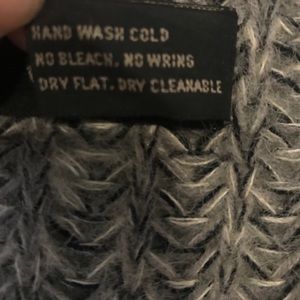 HAND WASH COLD
NO BLEACH, NO WRING
DRY FLAT, DRY CLEANABLE